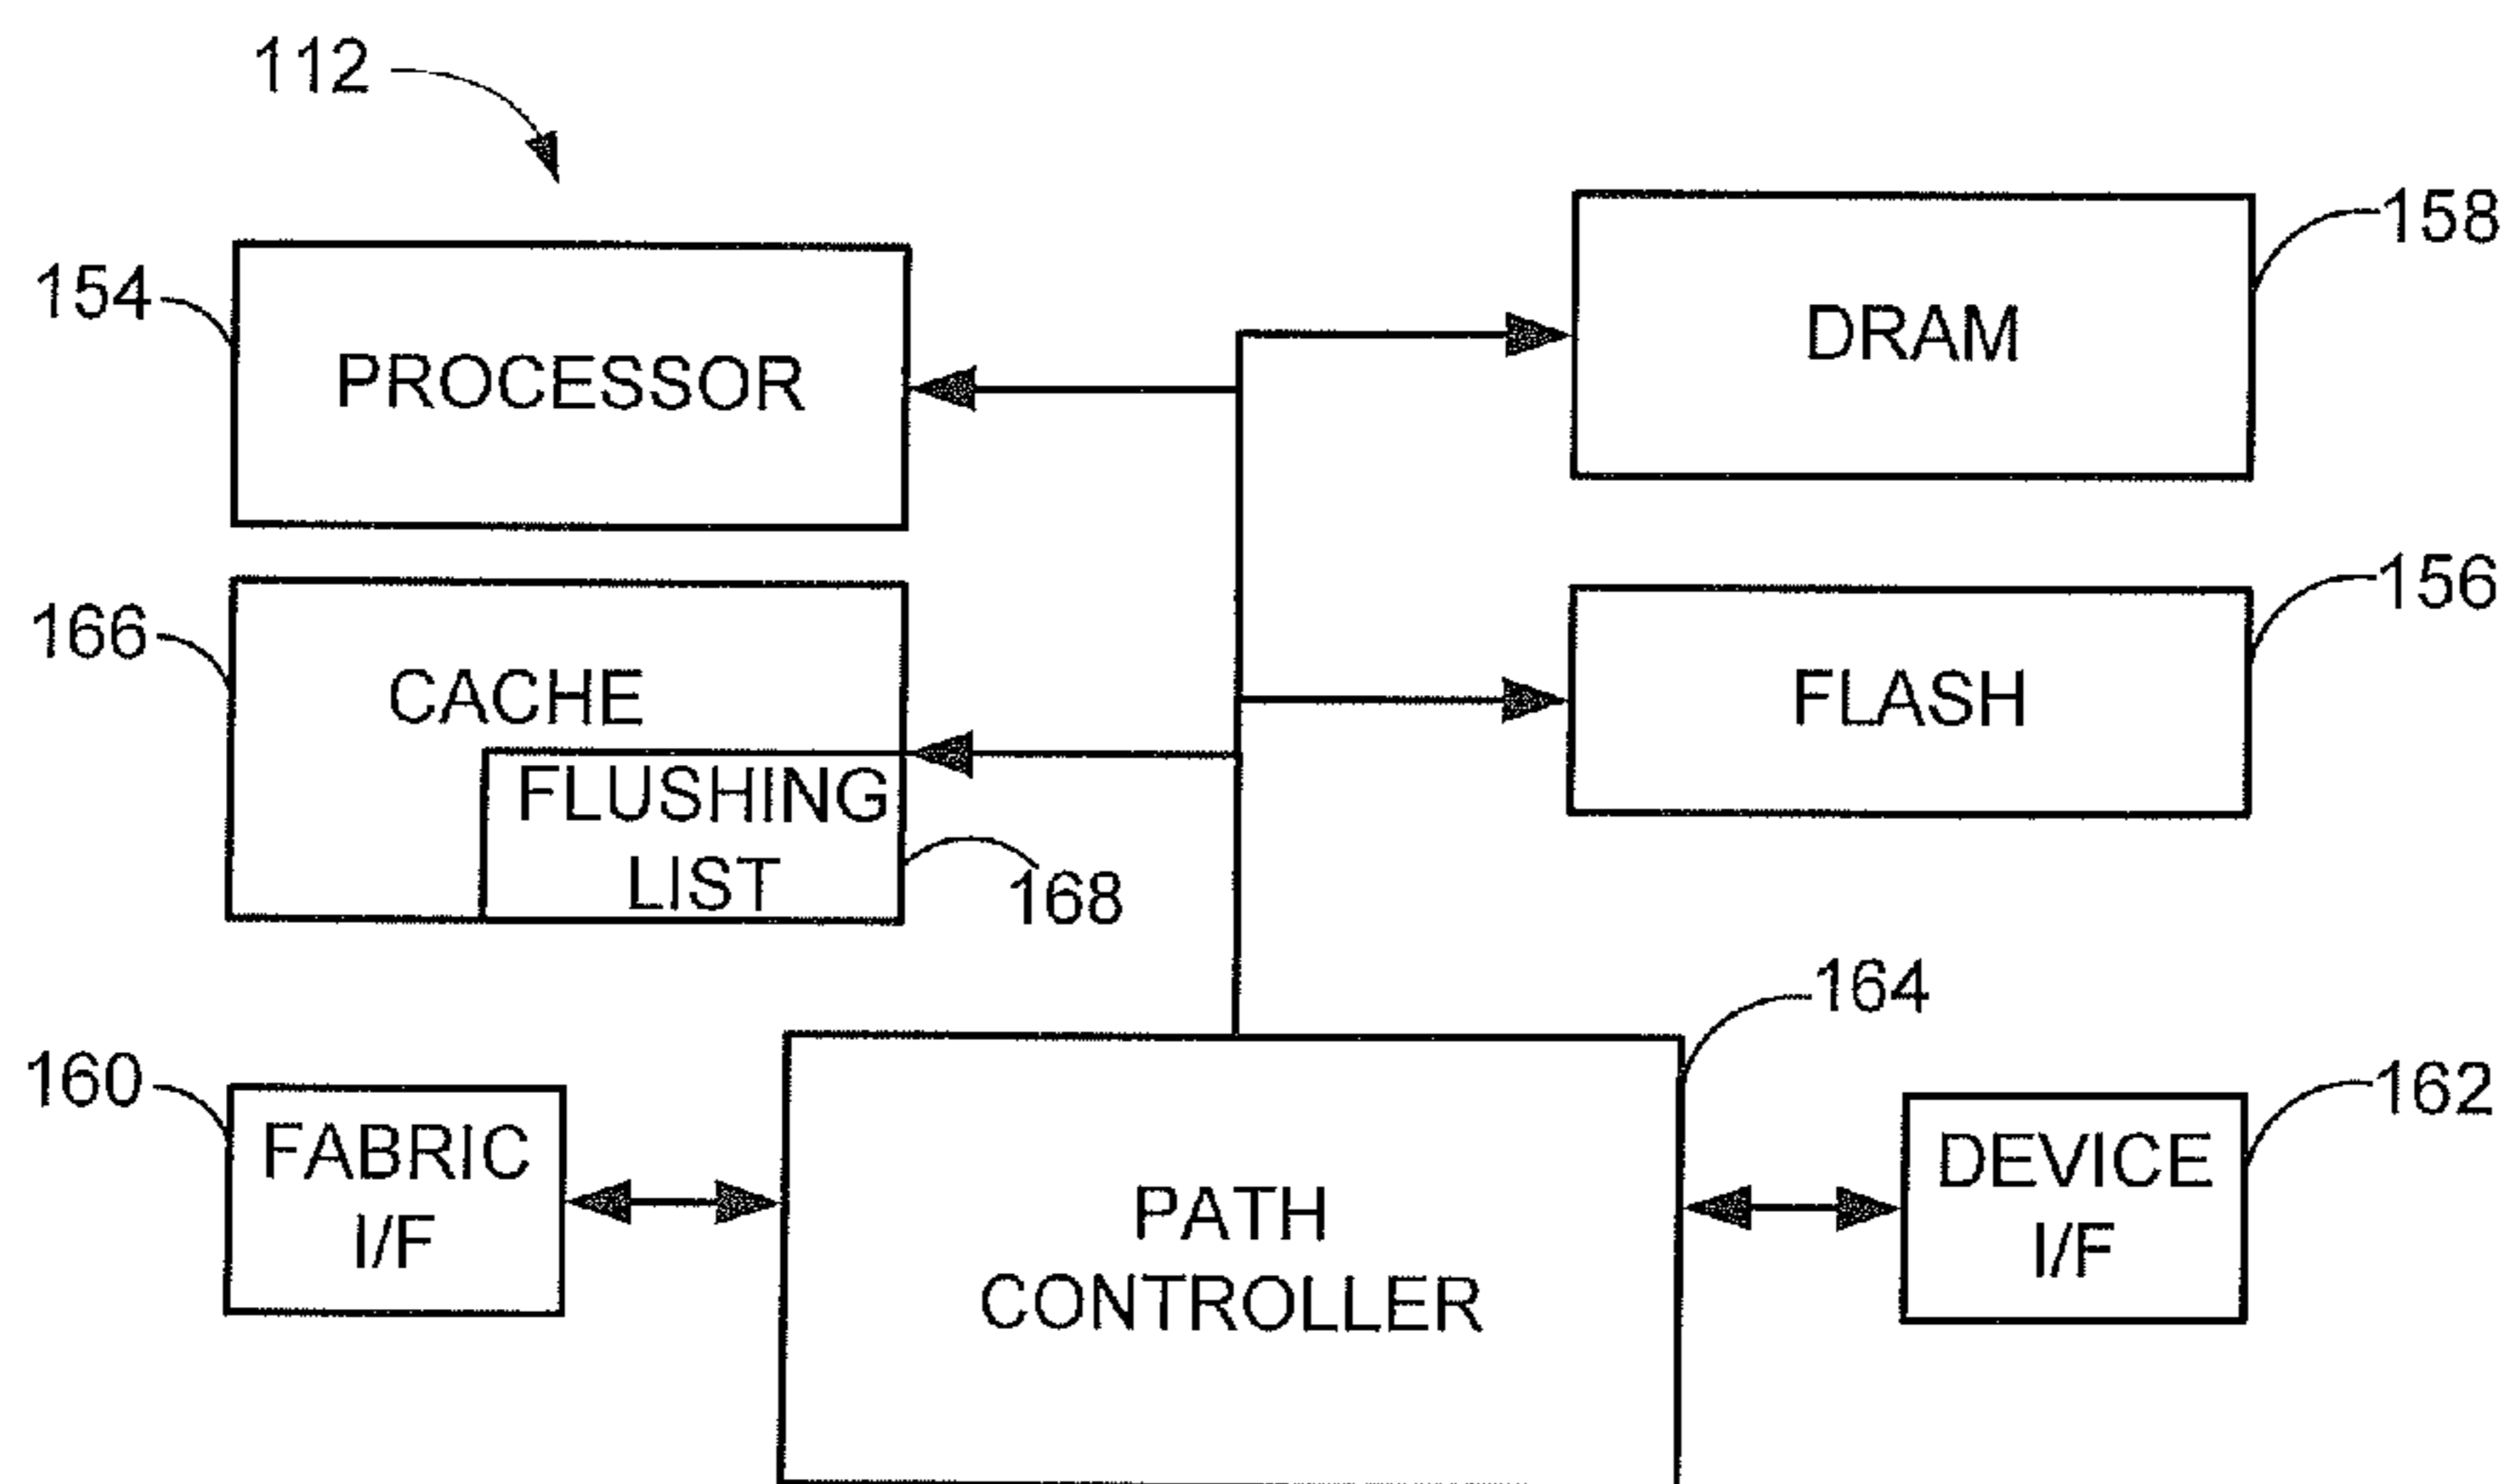 112
158
154
PROCESSOR
DRAM
156
166
CACHE
FLASH
FLUSHING
LIST
168
164
160
FABRIC
I/F
PATH
CONTROLLER
162
DEVICE
I/F